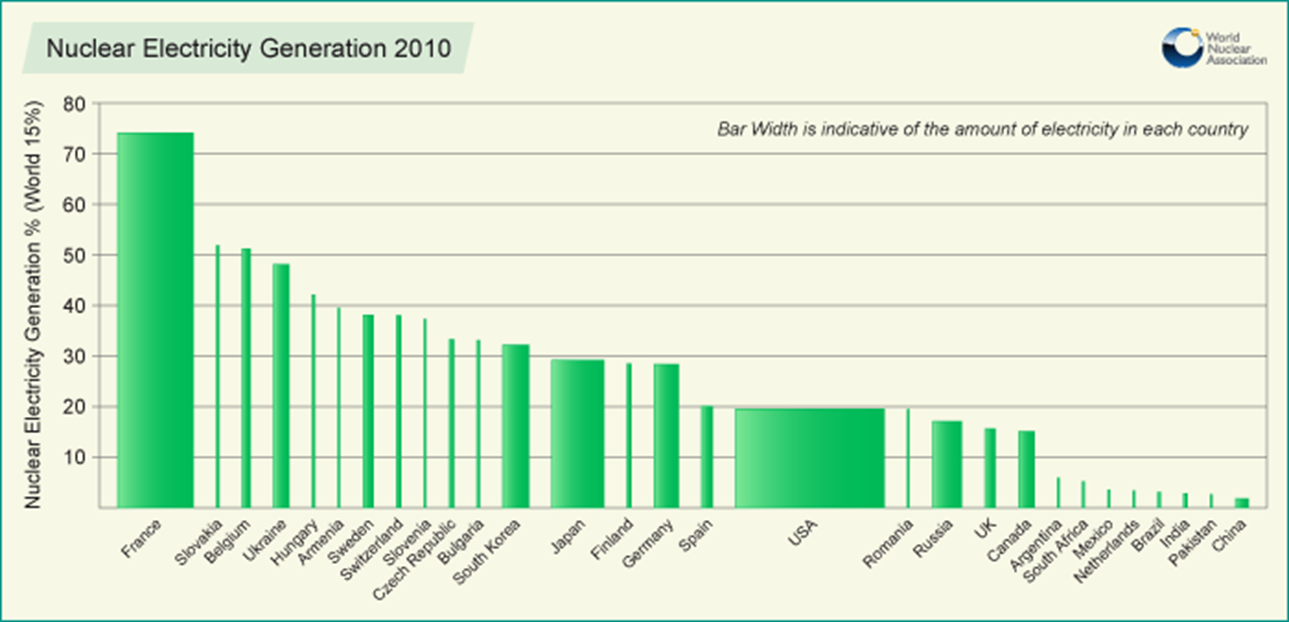 Nuclear Electricity Generation 2010
World
Nuclear
Association
Nuclear Electricity Generation % (World 15%)
Bar Width is indicative of the amount of electricity in each country
80
70
60
50
40
30
20
10
France
Slovakia
Belgium
Ukraine
Hungary
Armenia
Sweden
Switzerland
Slovenia
Czech Republic
Bulgaria
South Korea
Japan
Finland
Germany
Spain
USA
Romania
Russia
UK
Canada
Argentina
South Africa
Mexico
Netherlands
Brazil
India
Pakistan
China